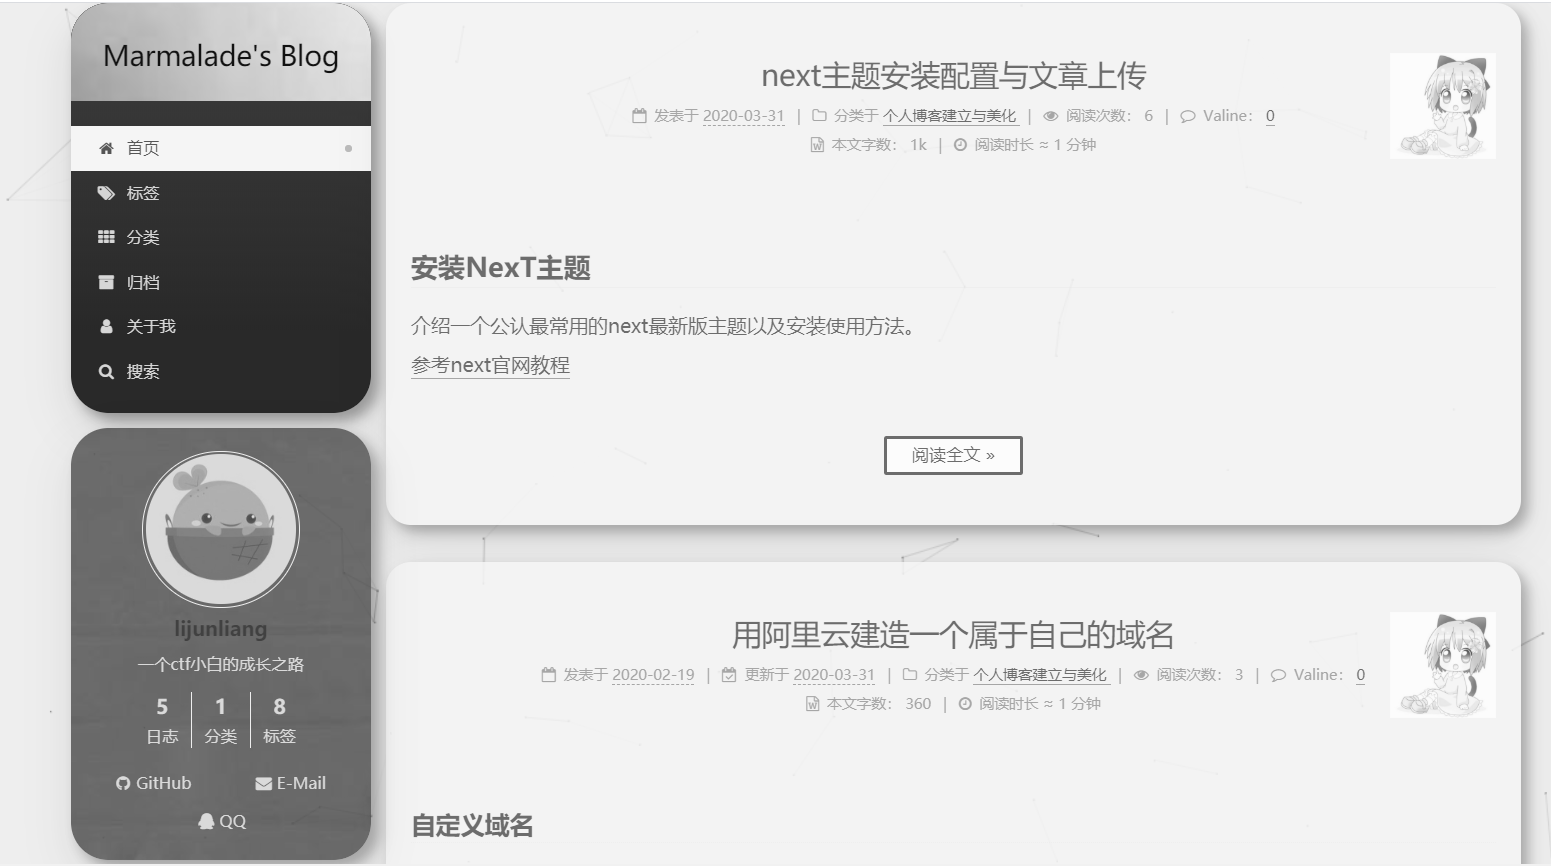 Marmalade's Blog
首页
标签
分类
归档
关于我
搜索
lijunliang
一个ctf小白的成长之路
5 1 8
日志 分类 标签
GitHub E-Mail
QQ
next主题安装配置与文章上传
发表于 2020-03-31 | 分类于 个人博客建立与美化 | 阅读次数： 6 | Valine： 0
本文字数： 1k | 阅读时长 ≈ 1 分钟
安装NexT主题
介绍一个公认最常用的next最新版主题以及安装使用方法。
参考next官网教程
阅读全文 »
用阿里云建造一个属于自己的域名
发表于 2020-02-19 | 更新于 2020-03-31 | 分类于 个人博客建立与美化 | 阅读次数： 3 | Valine： 0
本文字数： 360 | 阅读时长 ≈ 1 分钟
自定义域名